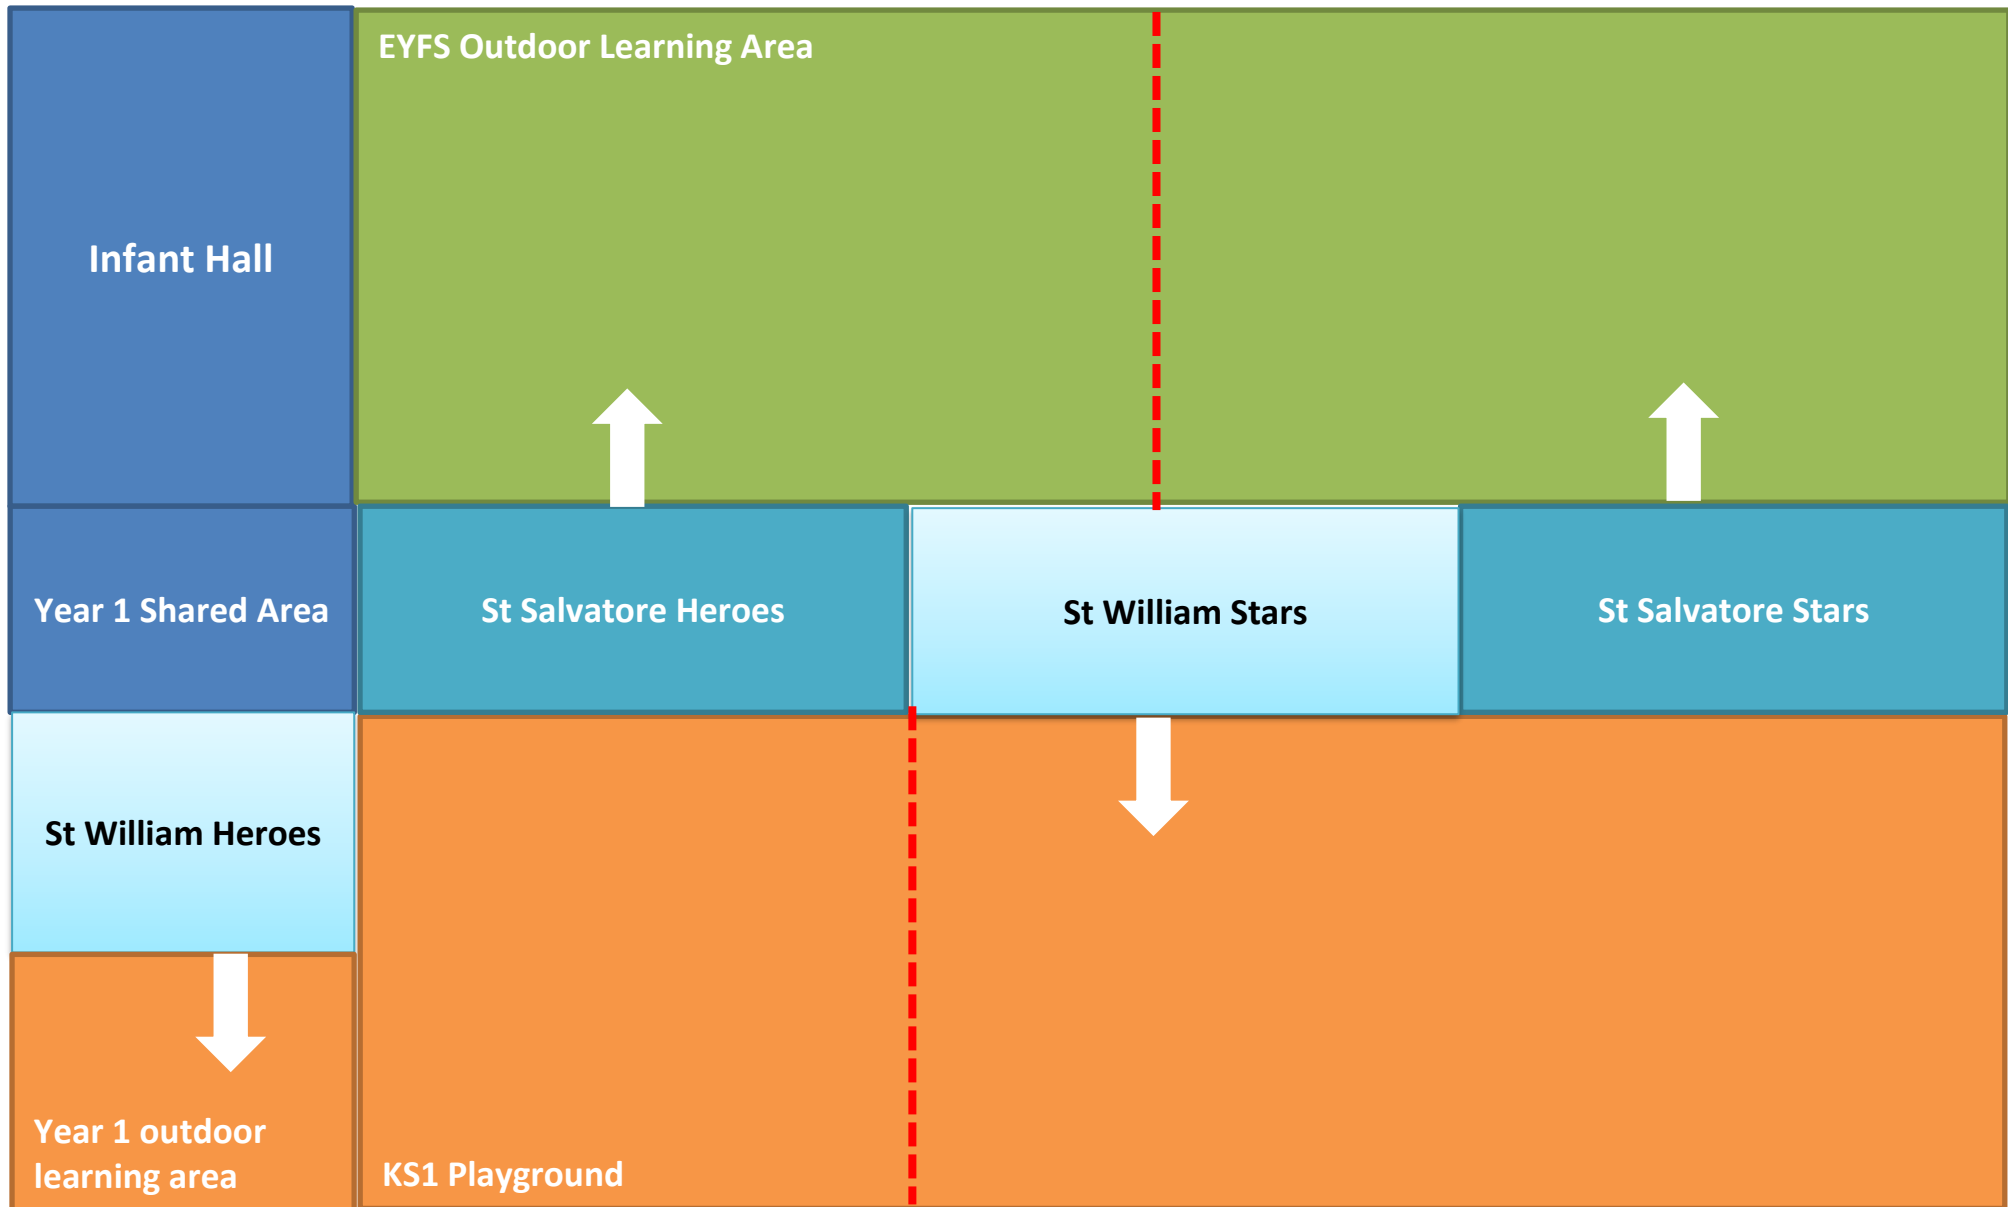 EYFS Outdoor Learning Area
Infant Hall
Year 1 Shared Area
St Salvatore Heroes
St William Stars
St Salvatore Stars
St William Heroes
Year 1 outdoor
learning area
KS1 Playground